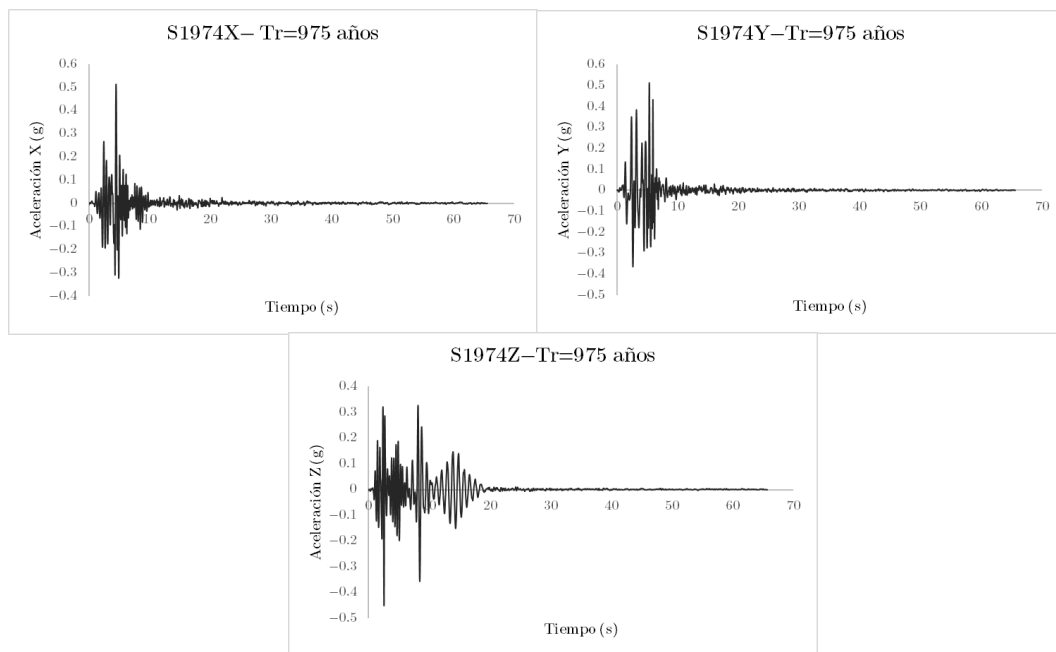 S1974X– Tr=975 años
Aceleración X (g)
0.6
0.5
0.4
0.3
0.2
0.1
0
−0.1
−0.2
−0.3
−0.4
0 10 20 30 40 50 60 70
Tiempo (s)
S1974Y–Tr=975 años
Aceleración Y (g)
0.6
0.5
0.4
0.3
0.2
0.1
0
−0.1
−0.2
−0.3
−0.4
−0.5
0 10 20 30 40 50 60 70
Tiempo (s)
S1974Z–Tr=975 años
Aceleración Z (g)
0.4
0.3
0.2
0.1
0
−0.1
−0.2
−0.3
−0.4
−0.5
0 10 20 30 40 50 60 70
Tiempo (s)